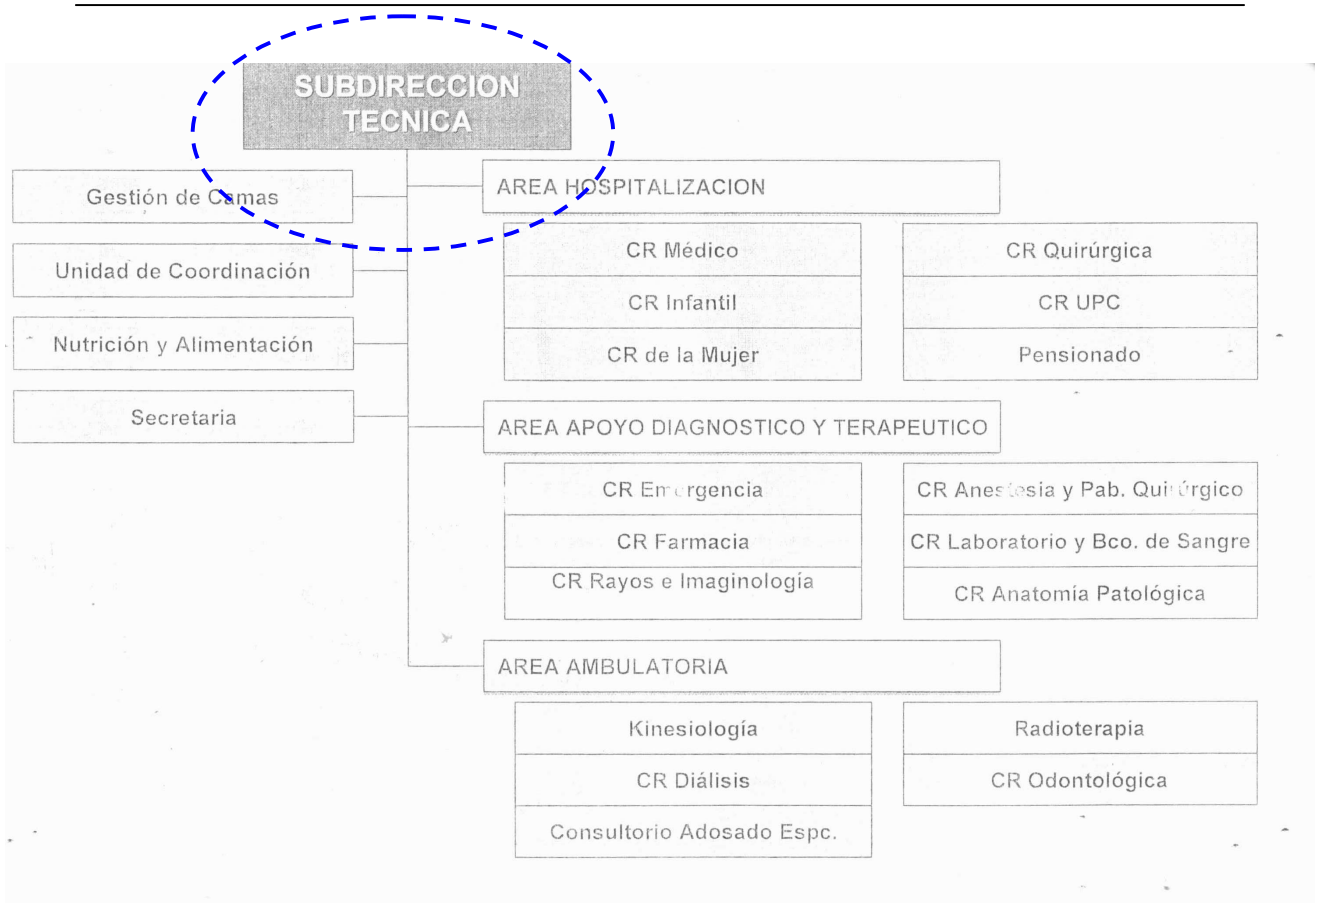 SUBDIRECCION
TECNICA
Gestión de Camas
Unidad de Coordinación
Nutrición y Alimentación
Secretaria
AREA HOSPITALIZACION
CR Médico
CR Quirúrgica
CR Infantil
CR UPC
CR de la Mujer
Pensionado
AREA APOYO DIAGNOSTICO Y TERAPEUTICO
CR Emergencia
CR Anestesia y Pab. Quirúrgico
CR Farmacia
CR Laboratorio y Bco. de Sangre
CR Rayos e Imaginología
CR Anatomía Patológica
AREA AMBULATORIA
Kinesiología
Radioterapia
CR Diálisis
CR Odontológica
Consultorio Adosado Espc.